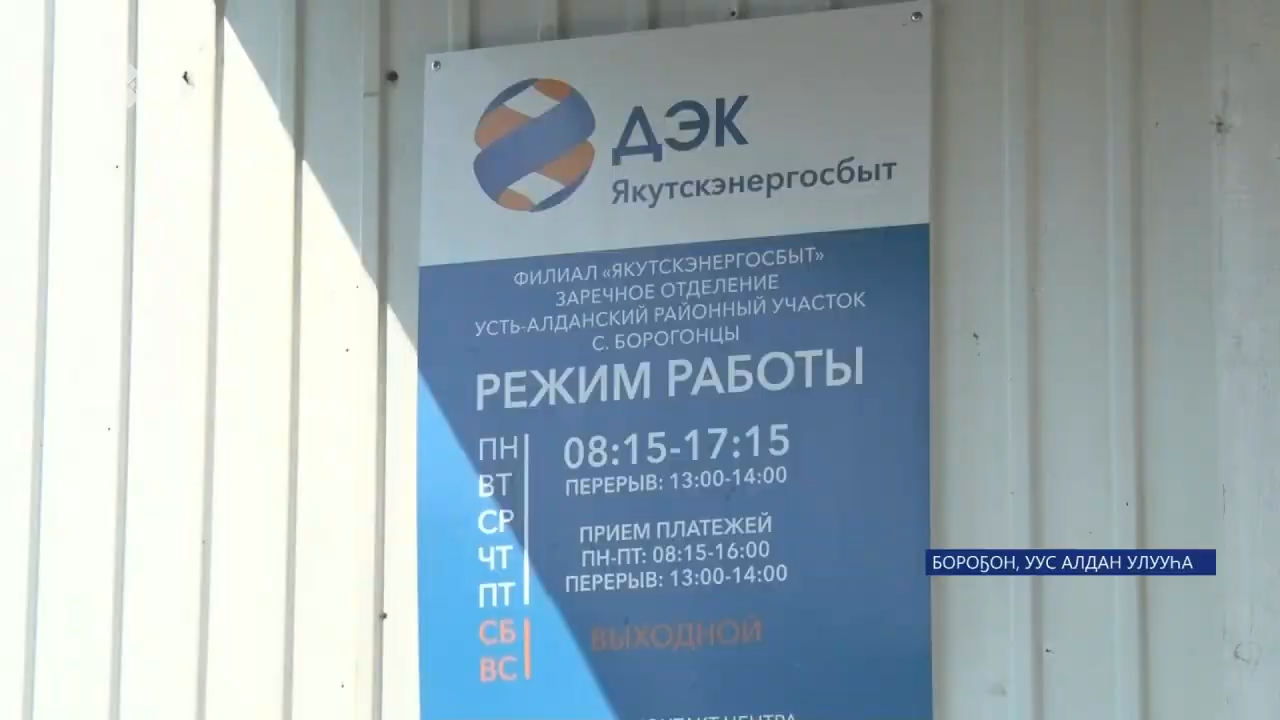 ДЭК
Якутскэнергосбыт
ФИЛИАЛ «ЯКУТСКЭНЕРГОСБЫТ»
ЗАРЕЧНОЕ ОТДЕЛЕНИЕ
УСТЬ-АЛДАНСКИЙ РАЙОННЫЙ УЧАСТОК
С. БОРОГОНЦЫ
РЕЖИМ РАБОТЫ
ПН
ВТ
СР
ЧТ
ПТ
СБ
ВС
08:15-17:15
ПЕРЕРЫВ: 13:00-14:00
ПРИЕМ ПЛАТЕЖЕЙ
ПН-ПТ: 08:15-16:00
ПЕРЕРЫВ: 13:00-14:00
ВЫХОДНОЙ
КОНТАКТ ЦЕНТРА
БОРОҔОН, УУС АЛДАН УЛУУҺА